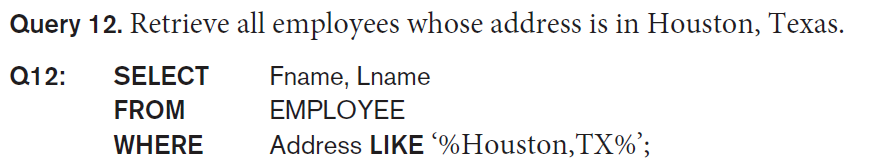 Query 12. Retrieve all employees whose address is in Houston, Texas.
Q12: SELECT Fname, Lname
FROM EMPLOYEE
WHERE Address LIKE ‘%Houston,TX%’;